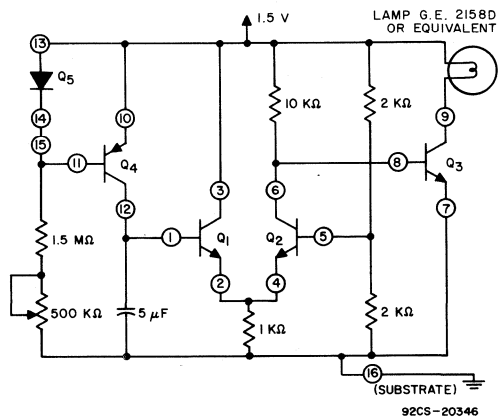 LAMP G.E. 2158D
OR EQUIVALENT
1.5 V
13
Q5
14
15
10
11
Q4
12
1.5 MΩ
500 KΩ
5 µF
3
1
Q1
2
10 KΩ
6
Q2
5
4
1 KΩ
2 KΩ
2 KΩ
9
8
Q3
7
16
(SUBSTRATE)
92CS-20346